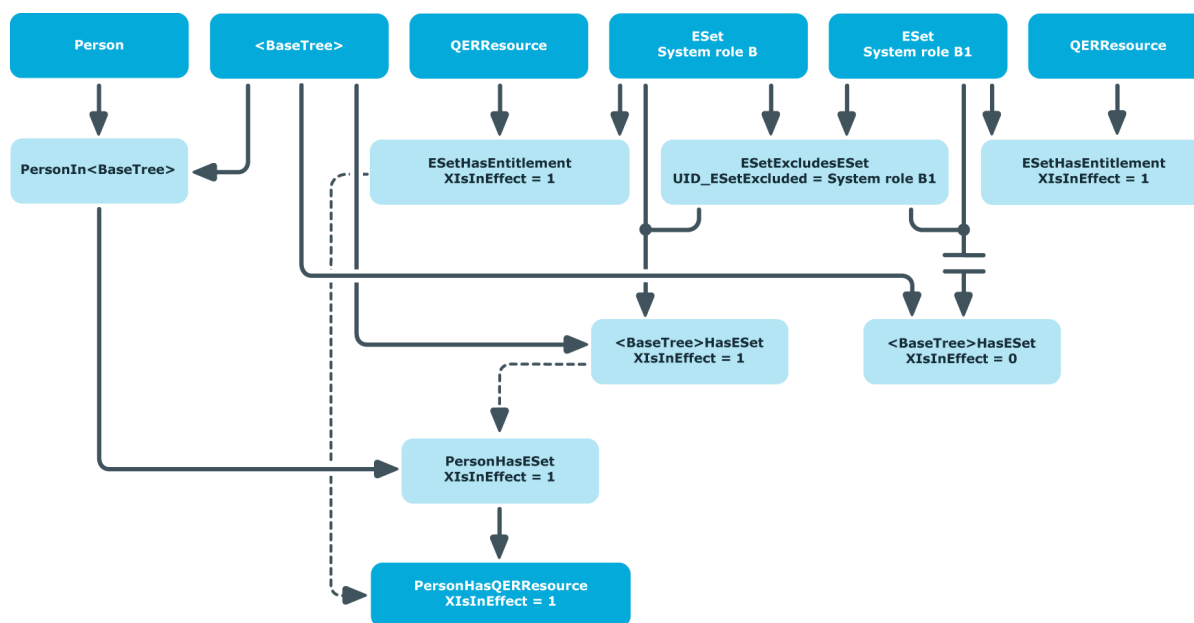 Person
<BaseTree>
QERResource
ESet
System role B
ESet
System role B1
QERResource
PersonIn<BaseTree>
ESetHasEntitlement
XIsInEffect = 1
ESetExcludesESet
UID_ESetExcluded = System role B1
ESetHasEntitlement
XIsInEffect = 1
<BaseTree>HasESet
XIsInEffect = 1
<BaseTree>HasESet
XIsInEffect = 0
PersonHasESet
XIsInEffect = 1
PersonHasQERResource
XIsInEffect = 1